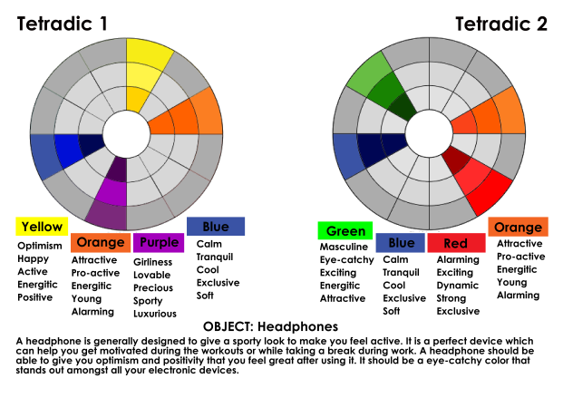 Tetradic 1
Tetradic 2
Yellow
Optimism
Happy
Active
Energitic
Positive
Orange
Attractive
Pro-active
Energitic
Young
Alarming
Purple
Girliness
Lovable
Precious
Sporty
Luxurious
Blue
Calm
Tranquil
Cool
Exclusive
Soft
Green
Masculine
Eye-catchy
Exciting
Energitic
Attractive
Blue
Calm
Tranquil
Cool
Exclusive
Soft
Red
Alarming
Exciting
Dynamic
Strong
Exclusive
Orange
Attractive
Pro-active
Energitic
Young
Alarming
OBJECT: Headphones
A headphone is generally designed to give a sporty look to make you feel active. It is a perfect device which
can help you get motivated during the workouts or while taking a break during work. A headphone should be
able to give you optimism and positivity that you feel great after using it. It should be a eye-catchy color that
stands out amongst all your electronic devices.